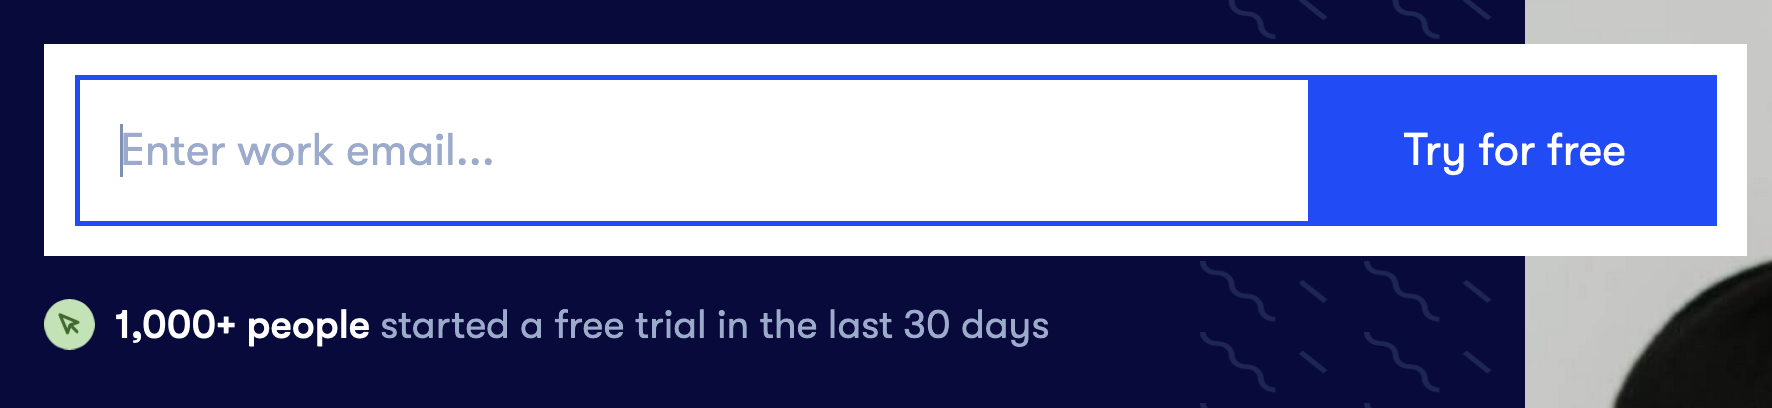 Enter work email...
Try for free
1,000+ people started a free trial in the last 30 days